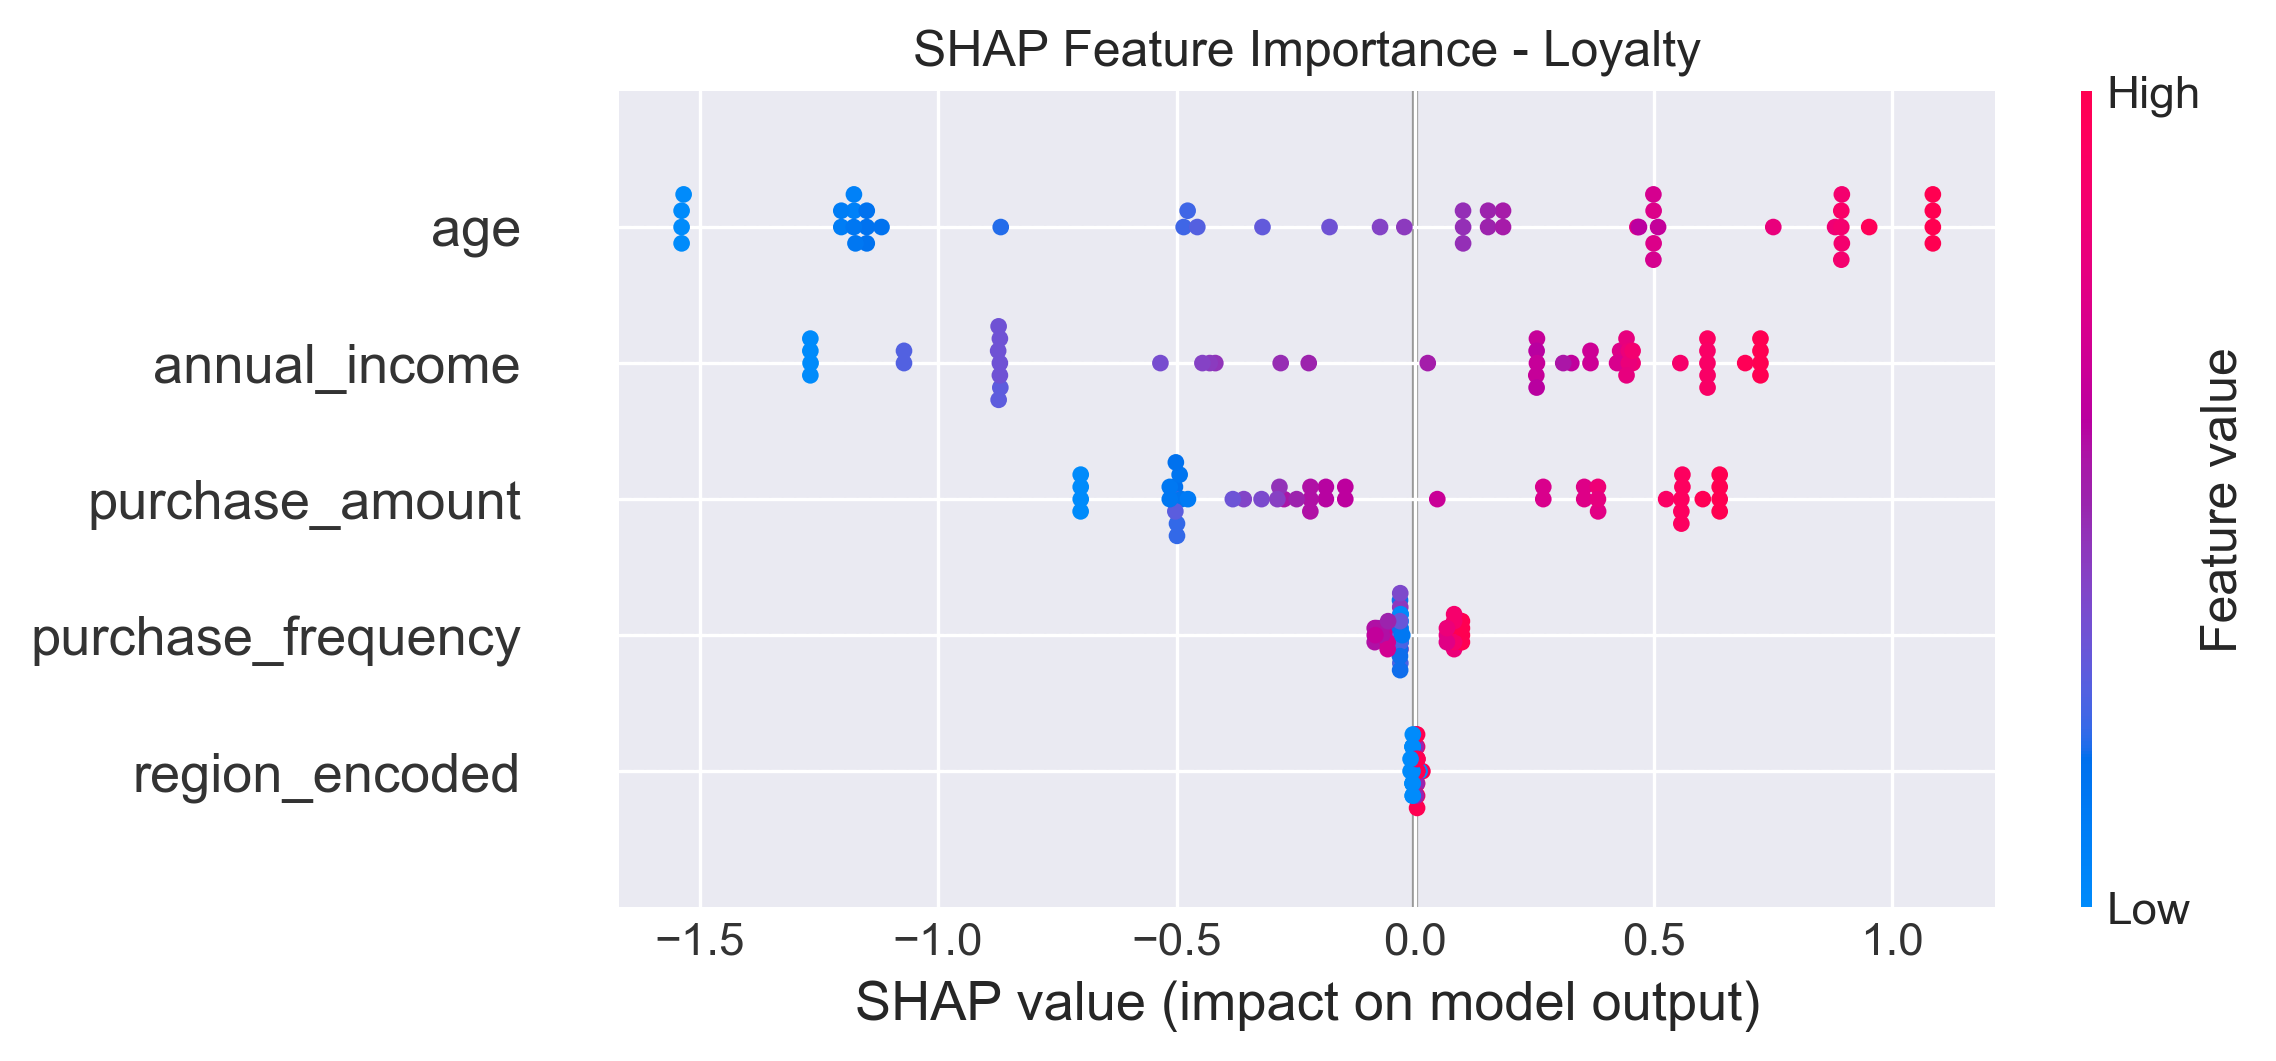 SHAP Feature Importance - Loyalty
High
age
annual_income
purchase_amount
purchase_frequency
region_encoded
Feature value
Low
−1.5 −1.0 −0.5 0.0 0.5 1.0
SHAP value (impact on model output)